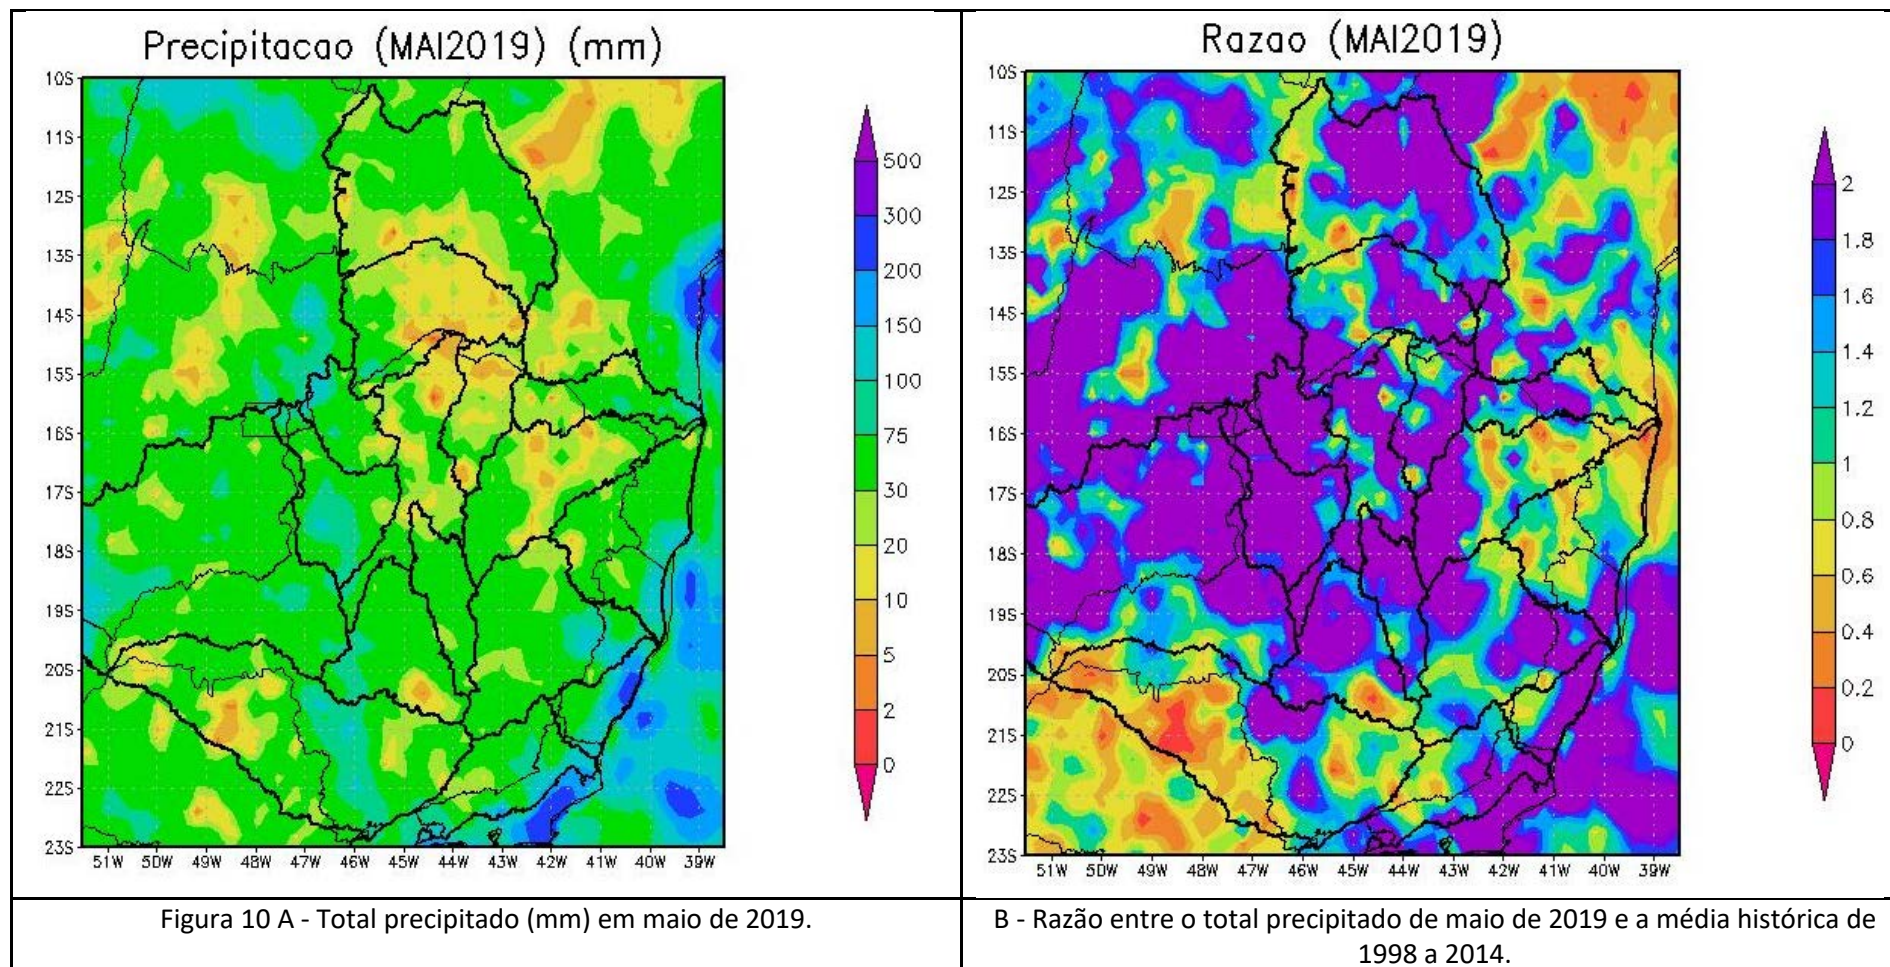 Precipitacao (MAI2019) (mm)
10S
11S
12S
13S
14S
15S
16S
17S
18S
19S
20S
21S
22S
23S
51W 50W 49W 48W 47W 46W 45W 44W 43W 42W 41W 40W 39W
500
300
200
150
100
75
30
20
10
5
2
0
Figura 10 A - Total precipitado (mm) em maio de 2019.
Razao (MAI2019)
10S
11S
12S
13S
14S
15S
16S
17S
18S
19S
20S
21S
22S
23S
51W 50W 49W 48W 47W 46W 45W 44W 43W 42W 41W 40W 39W
2
1.8
1.6
1.4
1.2
1
0.8
0.6
0.4
0.2
0
B - Razão entre o total precipitado de maio de 2019 e a média histórica de
1998 a 2014.